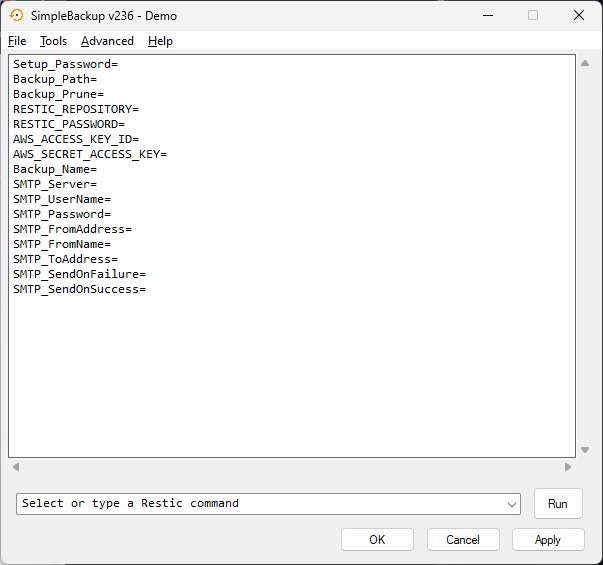 SimpleBackup v236 - Demo
File Tools Advanced Help
Setup_Password=
Backup_Path=
Backup_Prune=
RESTIC_REPOSITORY=
RESTIC_PASSWORD=
AWS_ACCESS_KEY_ID=
AWS_SECRET_ACCESS_KEY=
Backup_Name=
SMTP_Server=
SMTP_UserName=
SMTP_Password=
SMTP_FromAddress=
SMTP_FromName=
SMTP_ToAddress=
SMTP_SendOnFailure=
SMTP_SendOnSuccess=
Select or type a Restic command
Run
OK Cancel Apply